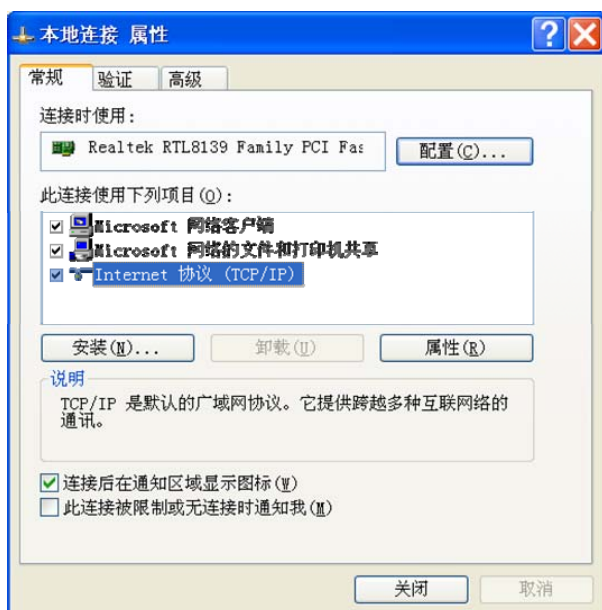 本地连接 属性
常规 验证 高级
连接时使用:
Realtek RTL8139 Family PCI Fas 配置(C)...
此连接使用下列项目(O):
Microsoft 网络客户端
Microsoft 网络的文件和打印机共享
Internet 协议 (TCP/IP)
安装(N)... 卸载(U) 属性(R)
说明
TCP/IP 是默认的广域网协议。它提供跨越多种互联网络的
通讯。
连接后在通知区域显示图标(W)
此连接被限制或无连接时通知我(M)
关闭 取消